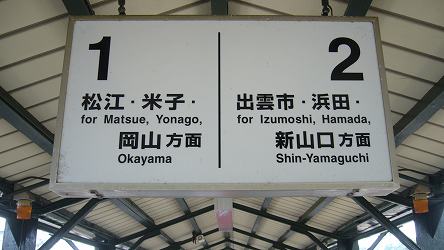 1
松江・米子・
for Matsue, Yonago,
岡山方面
Okayama
2
出雲市・浜田・
for Izumoshi, Hamada,
新山口方面
Shin-Yamaguchi